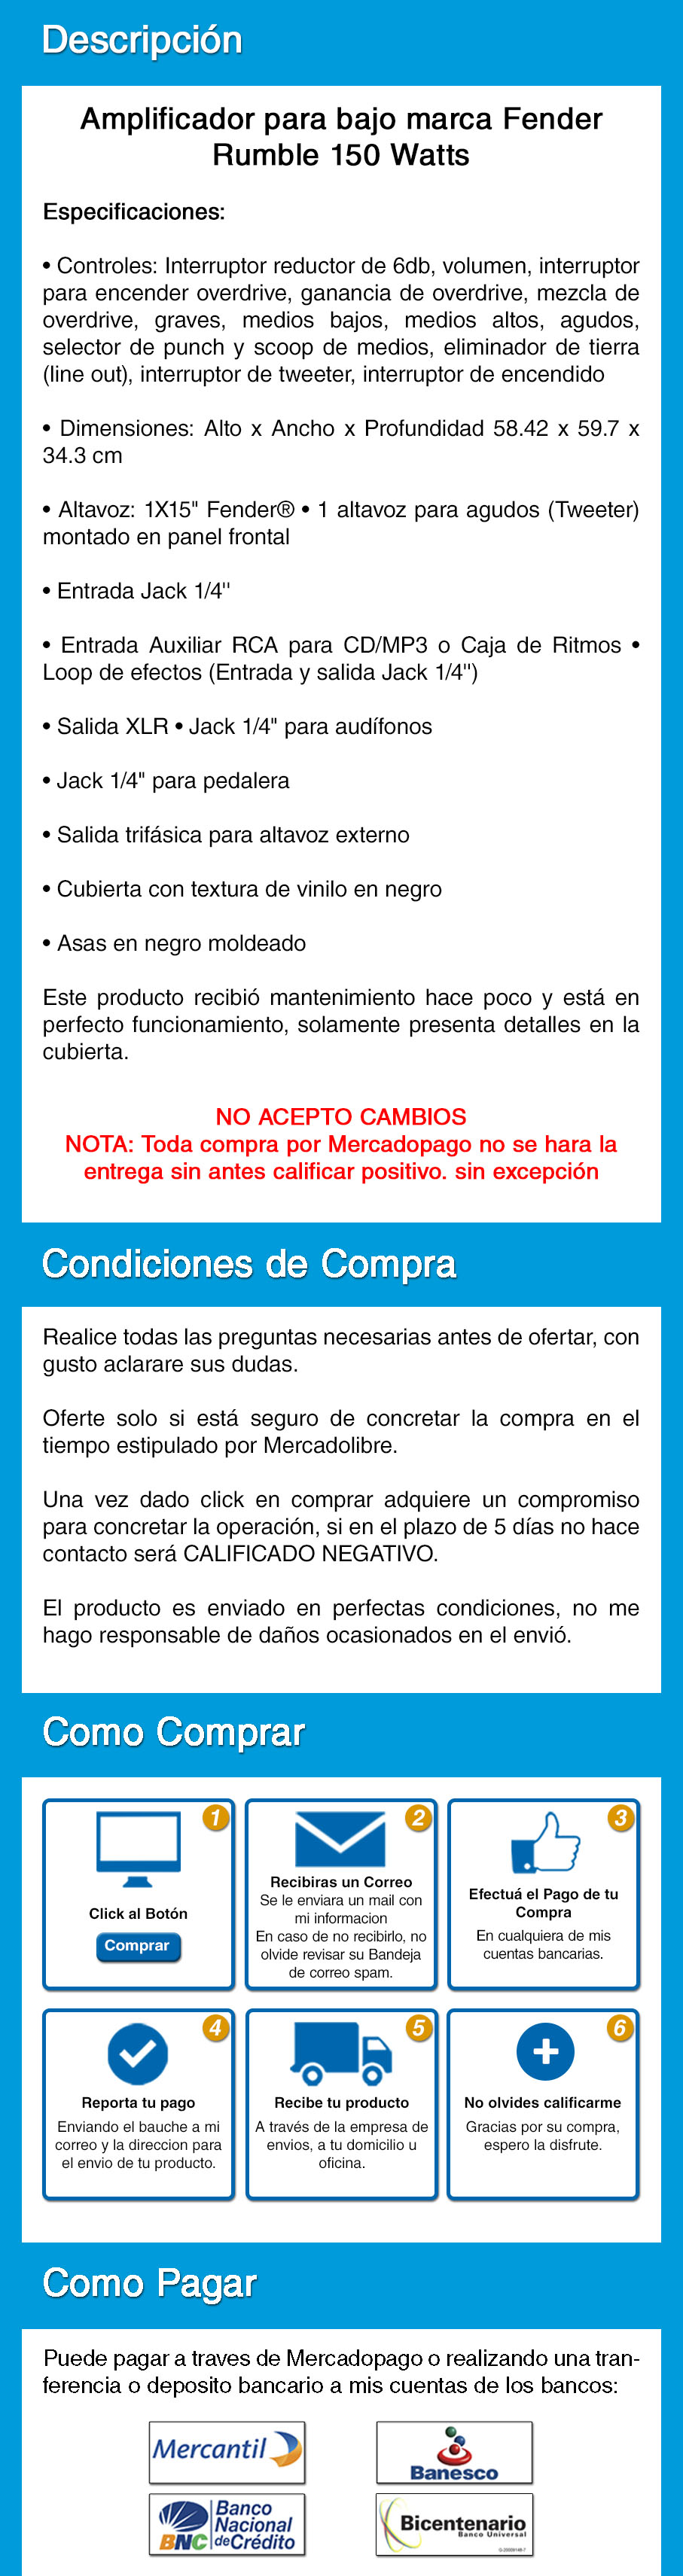 Descripción
Amplificador para bajo marca Fender
Rumble 150 Watts
Especificaciones:
• Controles: Interruptor reductor de 6db, volumen, interruptor
para encender overdrive, ganancia de overdrive, mezcla de
overdrive, graves, medios bajos, medios altos, agudos,
selector de punch y scoop de medios, eliminador de tierra
(line out), interruptor de tweeter, interruptor de encendido
• Dimensiones: Alto x Ancho x Profundidad 58.42 x 59.7 x
34.3 cm
• Altavoz: 1X15" Fender® • 1 altavoz para agudos (Tweeter)
montado en panel frontal
• Entrada Jack 1/4"
• Entrada Auxiliar RCA para CD/MP3 o Caja de Ritmos •
Loop de efectos (Entrada y salida Jack 1/4")
• Salida XLR • Jack 1/4" para audífonos
• Jack 1/4" para pedalera
• Salida trifásica para altavoz externo
• Cubierta con textura de vinilo en negro
• Asas en negro moldeado
Este producto recibió mantenimiento hace poco y está en
perfecto funcionamiento, solamente presenta detalles en la
cubierta.
NO ACEPTO CAMBIOS
NOTA: Toda compra por Mercadopago no se hara la
entrega sin antes calificar positivo. sin excepción
Condiciones de Compra
Realice todas las preguntas necesarias antes de ofertar, con
gusto aclarare sus dudas.
Oferte solo si está seguro de concretar la compra en el
tiempo estipulado por Mercadolibre.
Una vez dado click en comprar adquiere un compromiso
para concretar la operación, si en el plazo de 5 días no hace
contacto será CALIFICADO NEGATIVO.
El producto es enviado en perfectas condiciones, no me
hago responsable de daños ocasionados en el envió.
Como Comprar
1
Click al Botón
Comprar
2
Recibiras un Correo
Se le enviara un mail con
mi informacion
En caso de no recibirlo, no
olvide revisar su Bandeja
de correo spam.
3
Efectuá el Pago de tu
Compra
En cualquiera de mis
cuentas bancarias.
4
Reporta tu pago
Enviando el bauche a mi
correo y la direccion para
el envio de tu producto.
5
Recibe tu producto
A través de la empresa de
envios, a tu domicilio u
oficina.
6
No olvides calificarme
Gracias por su compra,
espero la disfrute.
Como Pagar
Puede pagar a traves de Mercadopago o realizando una tran-
ferencia o deposito bancario a mis cuentas de los bancos:
Mercantil
Banesco
BNC
Banco
Nacional
deCrédito
Bicentenario
Banco Universal